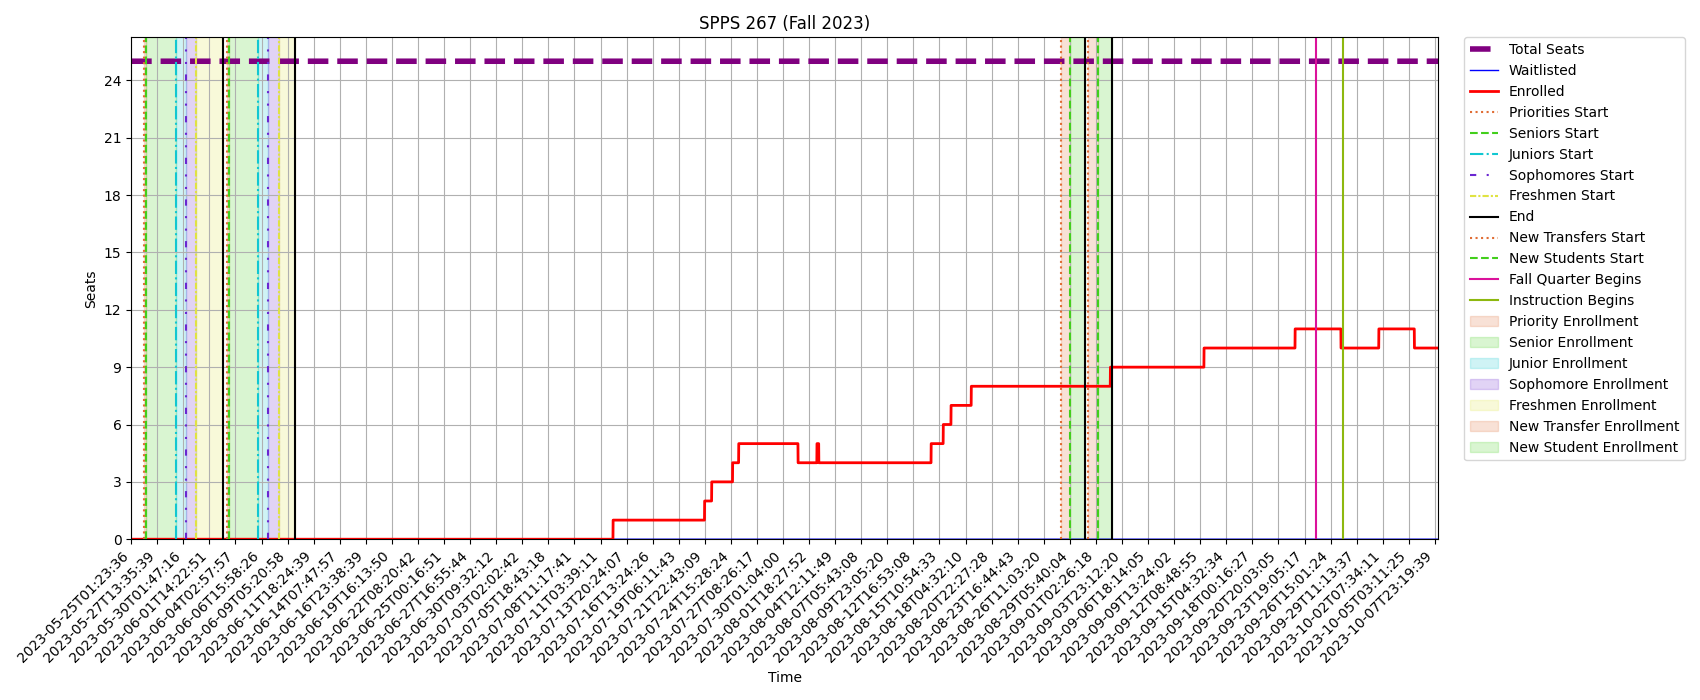 SPPS 267 (Fall 2023)
Seats
24
21
18
15
12
9
6
3
0
2023-05-25T01:23:36
2023-05-27T13:35:39
2023-05-30T01:47:16
2023-06-01T14:22:51
2023-06-04T02:57:57
2023-06-06T15:58:26
2023-06-09T05:20:58
2023-06-11T18:24:39
2023-06-14T07:47:57
2023-06-16T23:38:39
2023-06-19T16:13:50
2023-06-22T08:20:42
2023-06-25T00:16:51
2023-06-27T16:55:44
2023-06-30T09:32:12
2023-07-03T02:02:42
2023-07-05T18:43:18
2023-07-08T11:17:41
2023-07-11T03:39:11
2023-07-13T20:24:07
2023-07-16T13:24:26
2023-07-19T06:11:43
2023-07-21T22:43:09
2023-07-24T15:28:24
2023-07-27T08:26:17
2023-07-30T01:04:00
2023-08-01T18:27:52
2023-08-04T12:11:49
2023-08-07T05:43:08
2023-08-09T23:05:20
2023-08-12T16:53:08
2023-08-15T10:54:33
2023-08-18T04:32:10
2023-08-20T22:27:28
2023-08-23T16:44:43
2023-08-26T11:03:20
2023-08-29T05:40:04
2023-09-01T02:26:18
2023-09-03T23:12:20
2023-09-06T18:14:05
2023-09-09T13:24:02
2023-09-12T08:48:55
2023-09-15T04:32:34
2023-09-18T00:16:27
2023-09-20T20:03:05
2023-09-23T19:05:17
2023-09-26T15:01:24
2023-09-29T11:13:37
2023-10-02T07:34:11
2023-10-05T03:11:25
2023-10-07T23:19:39
Time
Total Seats
Waitlisted
Enrolled
Priorities Start
Seniors Start
Juniors Start
Sophomores Start
Freshmen Start
End
New Transfers Start
New Students Start
Fall Quarter Begins
Instruction Begins
Priority Enrollment
Senior Enrollment
Junior Enrollment
Sophomore Enrollment
Freshmen Enrollment
New Transfer Enrollment
New Student Enrollment